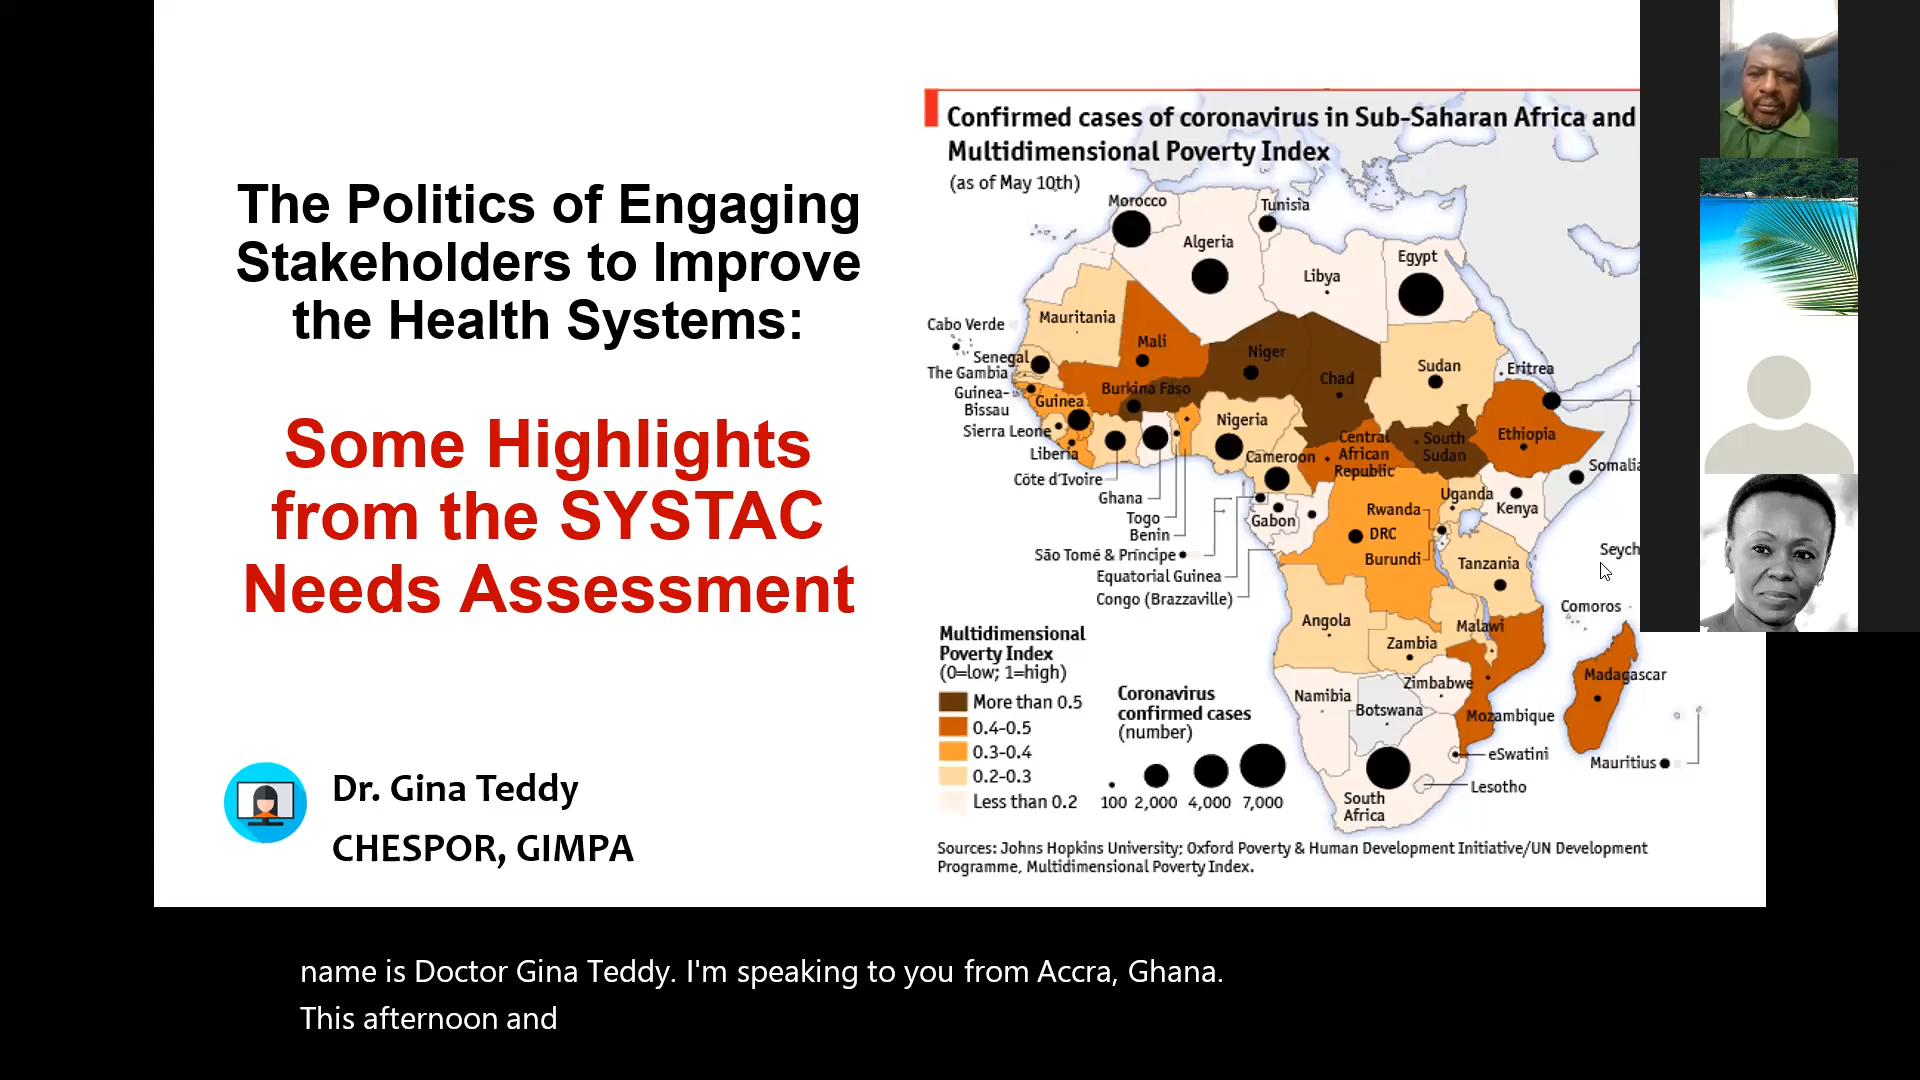 The Politics of Engaging
Stakeholders to Improve
the Health Systems:
Some Highlights
from the SYSTAC
Needs Assessment
Dr. Gina Teddy
CHESPOR, GIMPA
Confirmed cases of coronavirus in Sub-Saharan Africa and
Multidimensional Poverty Index
(as of May 10th)
Morocco
Tunisia
Algeria
Libya
Egypt
Cabo Verde
Mauritania
Mali
Niger
Chad
Sudan
Eritrea
Senegal
The Gambia
Guinea-
Bissau
Guinea
Burkina Faso
Nigeria
Sierra Leone
Liberia
Côte d'Ivoire
Ghana
Togo
Benin
Cameroon
Central
African
Republic
South
Sudan
Ethiopia
Somalia
São Tomé & Príncipe
Equatorial Guinea
Congo (Brazzaville)
Gabon
Rwanda
DRC
Burundi
Uganda
Kenya
Tanzania
Seych
Comoros
Angola
Zambia
Malawi
Zimbabwe
Namibia
Botswana
Mozambique
Madagascar
Mauritius
eSwatini
Lesotho
South
Africa
Multidimensional
Poverty Index
(0=low; 1=high)
More than 0.5
0.4-0.5
0.3-0.4
0.2-0.3
Less than 0.2
Coronavirus
confirmed cases
(number)
100 2,000 4,000 7,000
Sources: Johns Hopkins University; Oxford Poverty & Human Development Initiative/UN Development
Programme, Multidimensional Poverty Index.
name is Doctor Gina Teddy. I'm speaking to you from Accra, Ghana.
This afternoon and